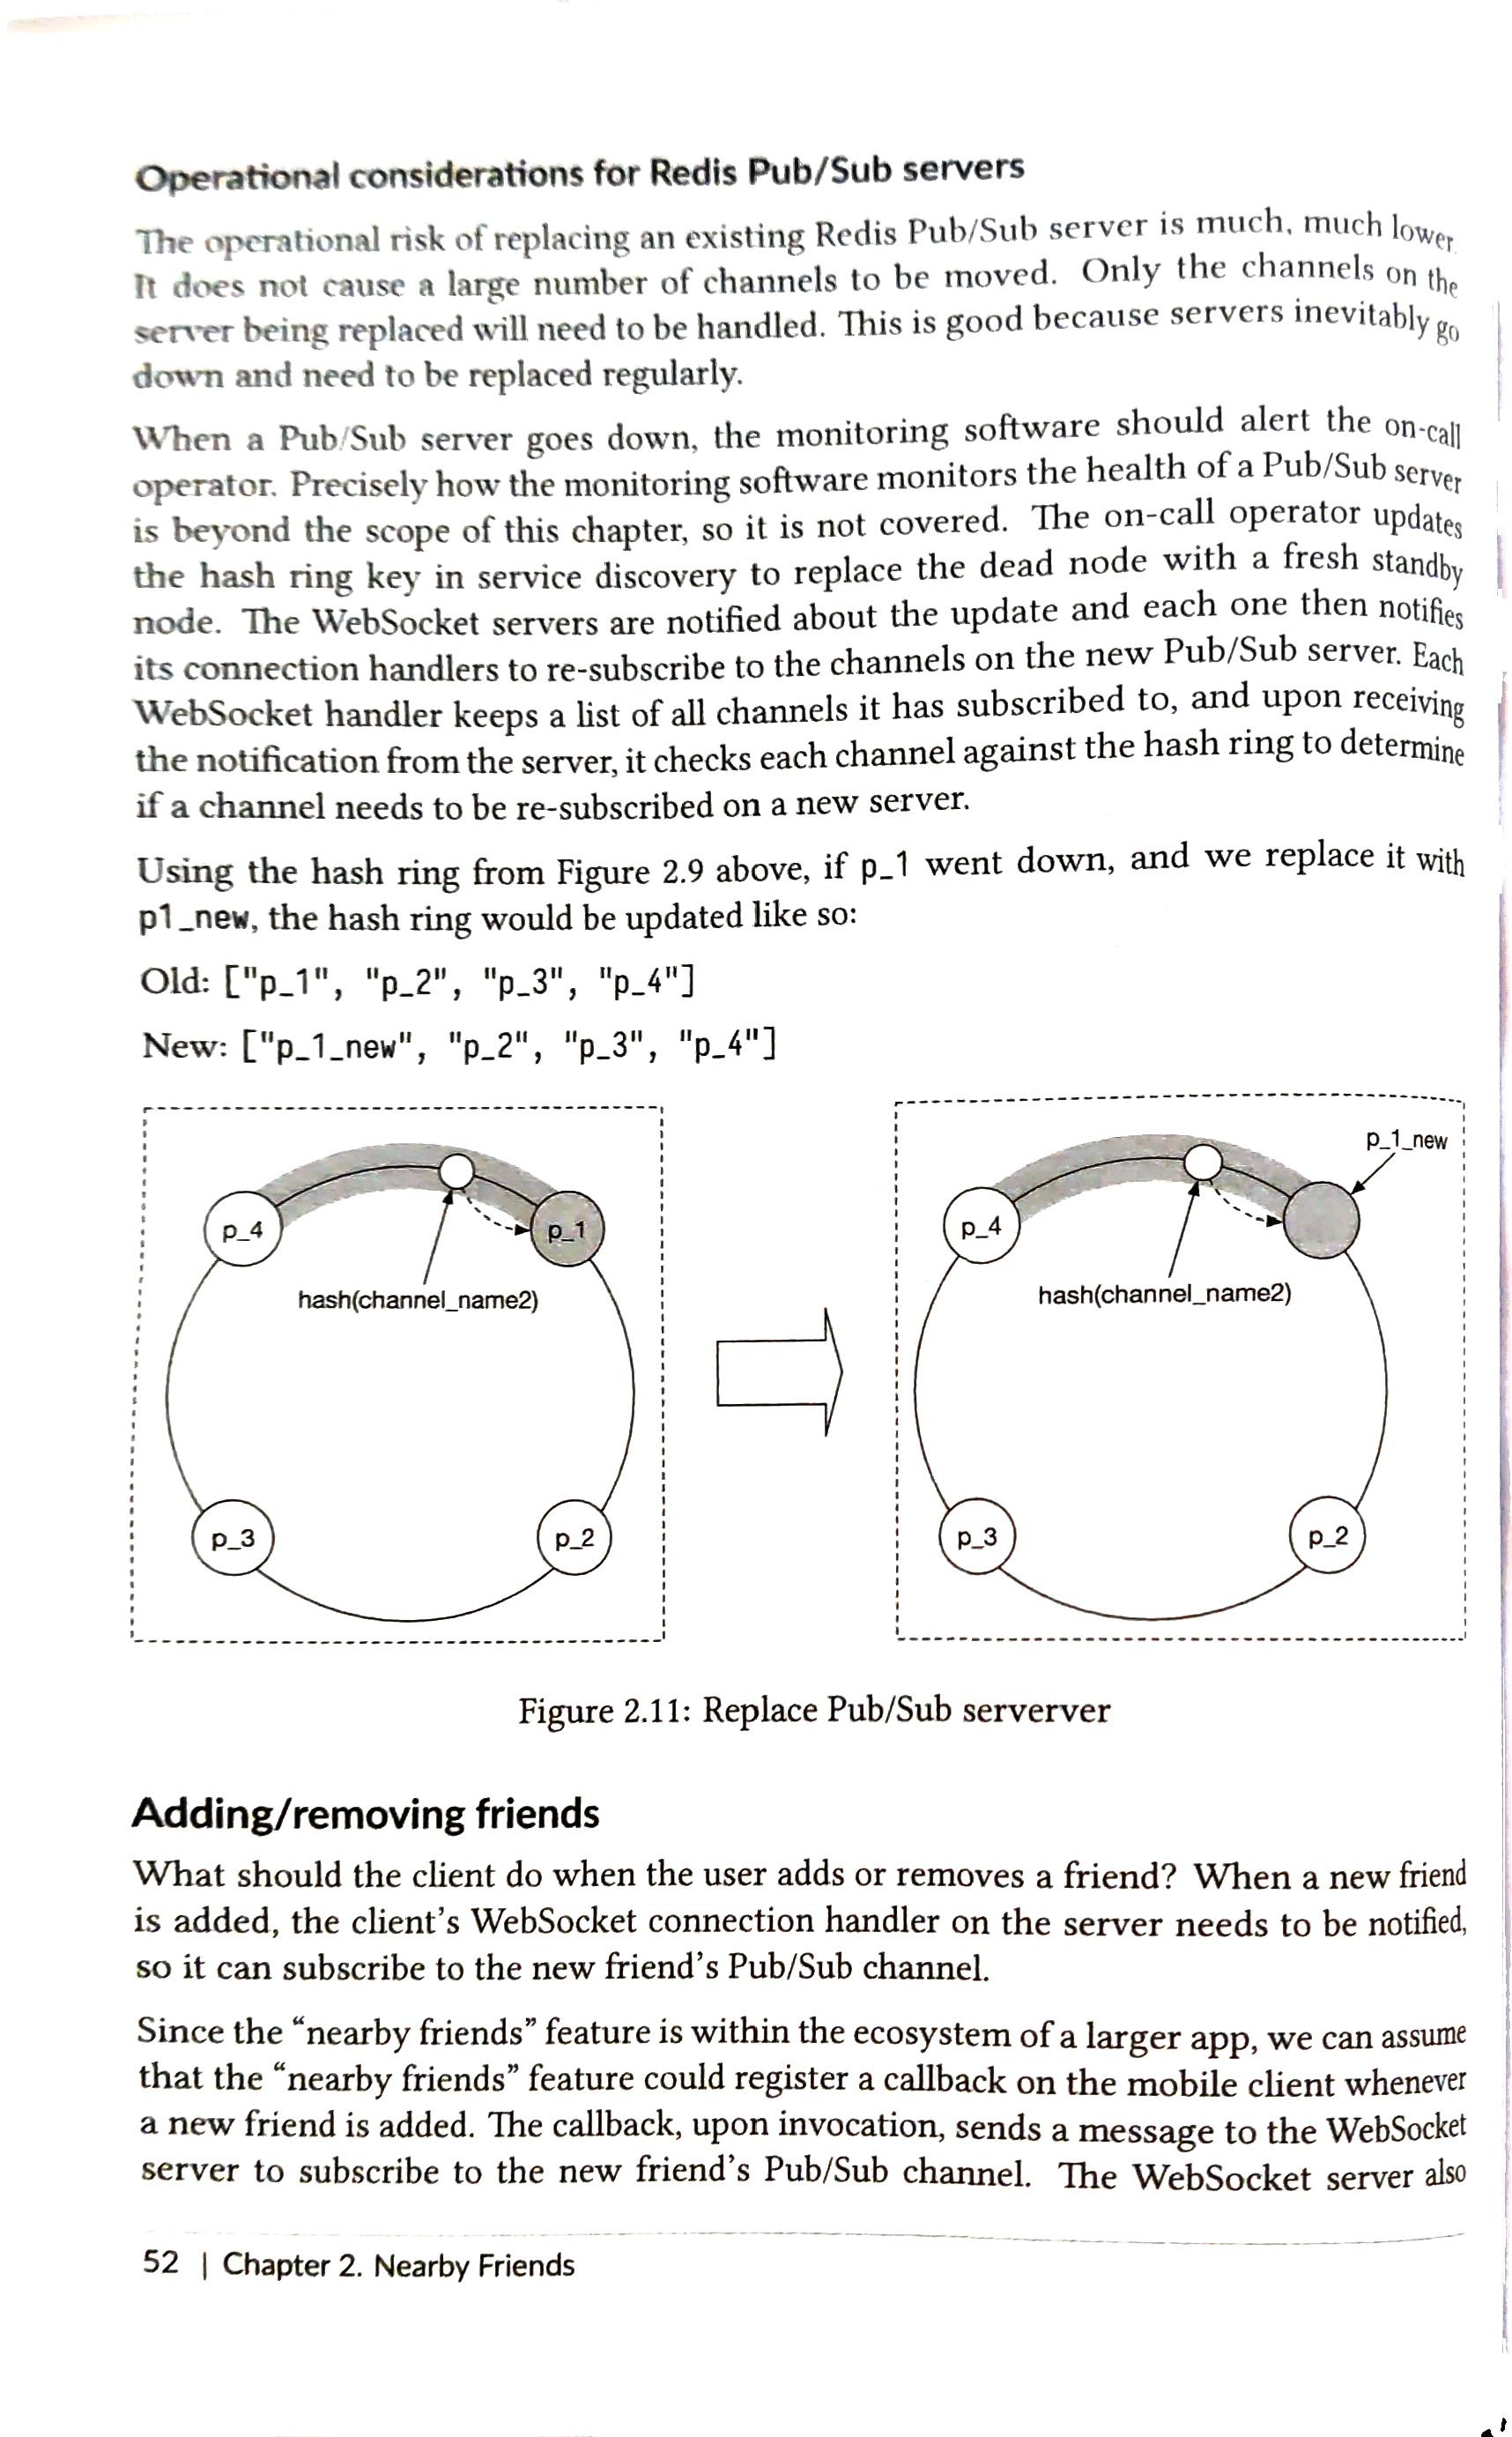 Operational considerations for Redis Pub/Sub servers
The operational risk of replacing an existing Redis Pub/Sub server is much, much lower.
It does not cause a large number of channels to be moved. Only the channels on the
server being replaced will need to be handled. This is good because servers inevitably go
down and need to be replaced regularly.
When a Pub/Sub server goes down, the monitoring software should alert the on-call
operator. Precisely how the monitoring software monitors the health of a Pub/Sub server
is beyond the scope of this chapter, so it is not covered. The on-call operator updates
the hash ring key in service discovery to replace the dead node with a fresh standby
node. The WebSocket servers are notified about the update and each one then notifies
its connection handlers to re-subscribe to the channels on the new Pub/Sub server. Each
WebSocket handler keeps a list of all channels it has subscribed to, and upon receiving
the notification from the server, it checks each channel against the hash ring to determine
if a channel needs to be re-subscribed on a new server.
Using the hash ring from Figure 2.9 above, if p_1 went down, and we replace it with
p1_new, the hash ring would be updated like so:
Old: ["p_1", "p_2", "p_3", "p_4"]
New: ["p_1_new", "p_2", "p_3", "p_4"]
p_4
p_1
hash(channel_name2)
p_3
p_2
p_1_new
p_4
hash(channel_name2)
p_3
p_2
Figure 2.11: Replace Pub/Sub serverver
Adding/removing friends
What should the client do when the user adds or removes a friend? When a new friend
is added, the client's WebSocket connection handler on the server needs to be notified,
so it can subscribe to the new friend's Pub/Sub channel.
Since the “nearby friends” feature is within the ecosystem of a larger app, we can assume
that the “nearby friends” feature could register a callback on the mobile client whenever
a new friend is added. The callback, upon invocation, sends a message to the WebSocket
server to subscribe to the new friend's Pub/Sub channel. The WebSocket server also
52 | Chapter 2. Nearby Friends